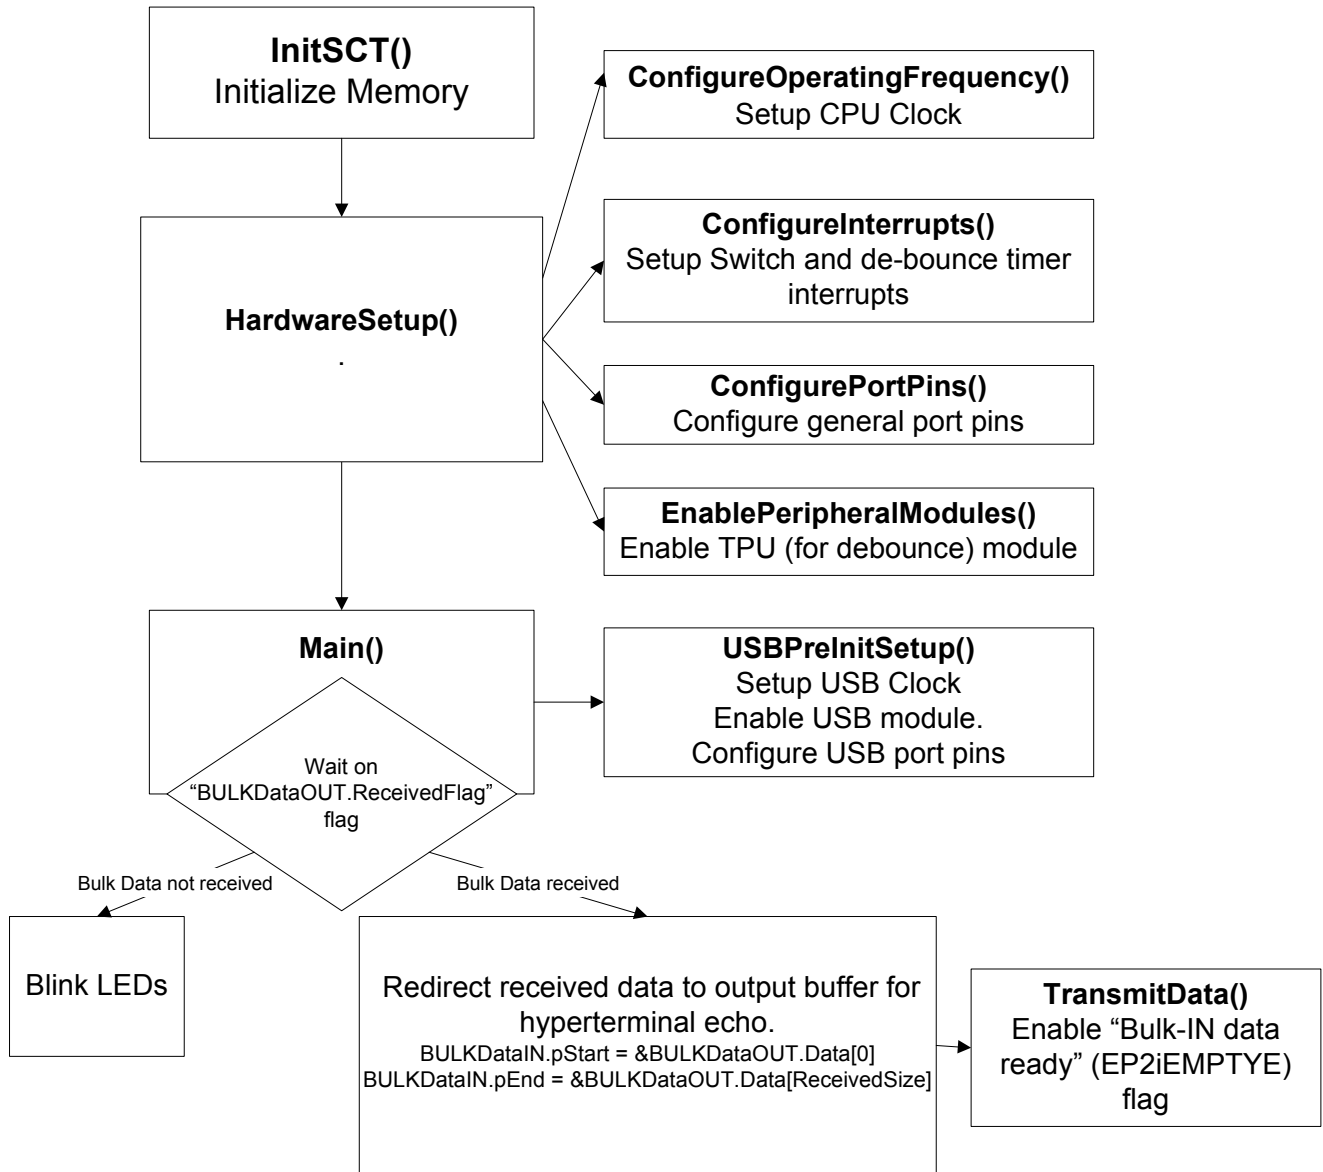 InitSCT()
Initialize Memory
ConfigureOperatingFrequency()
Setup CPU Clock
ConfigureInterrupts()
Setup Switch and de-bounce timer
interrupts
HardwareSetup()
.
ConfigurePortPins()
Configure general port pins
EnablePeripheralModules()
Enable TPU (for debounce) module
Main()
USBPreInitSetup()
Setup USB Clock
Enable USB module.
Configure USB port pins
Wait on
“BULKDataOUT.ReceivedFlag”
flag
Bulk Data not received
Bulk Data received
Blink LEDs
Redirect received data to output buffer for
hyperterminal echo.
BULKDataIN.pStart = &BULKDataOUT.Data[0]
BULKDataIN.pEnd = &BULKDataOUT.Data[ReceivedSize]
TransmitData()
Enable “Bulk-IN data
ready” (EP2iEMPTYE)
flag